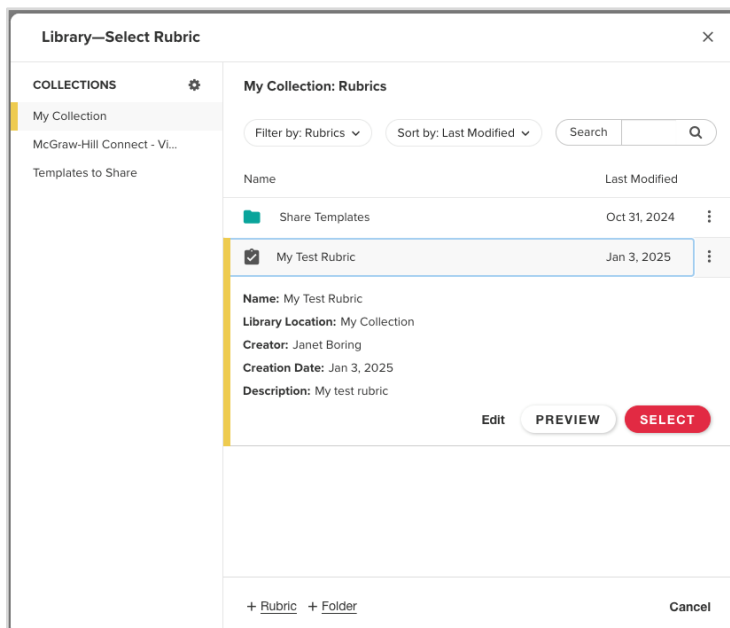 Library—Select Rubric
COLLECTIONS
My Collection
McGraw-Hill Connect - Vi...
Templates to Share
My Collection: Rubrics
Filter by: Rubrics
Sort by: Last Modified
Search
Name
Last Modified
Share Templates
Oct 31, 2024
My Test Rubric
Jan 3, 2025
Name: My Test Rubric
Library Location: My Collection
Creator: Janet Boring
Creation Date: Jan 3, 2025
Description: My test rubric
Edit
PREVIEW
SELECT
+ Rubric
+ Folder
Cancel